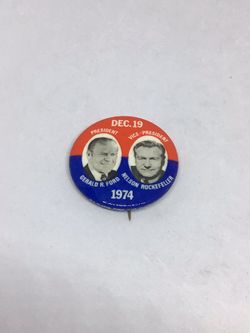 DEC. 19
PRESIDENT
VICE-PRESIDENT
GERALD R. FORD
NELSON ROCKEFELLER
1974